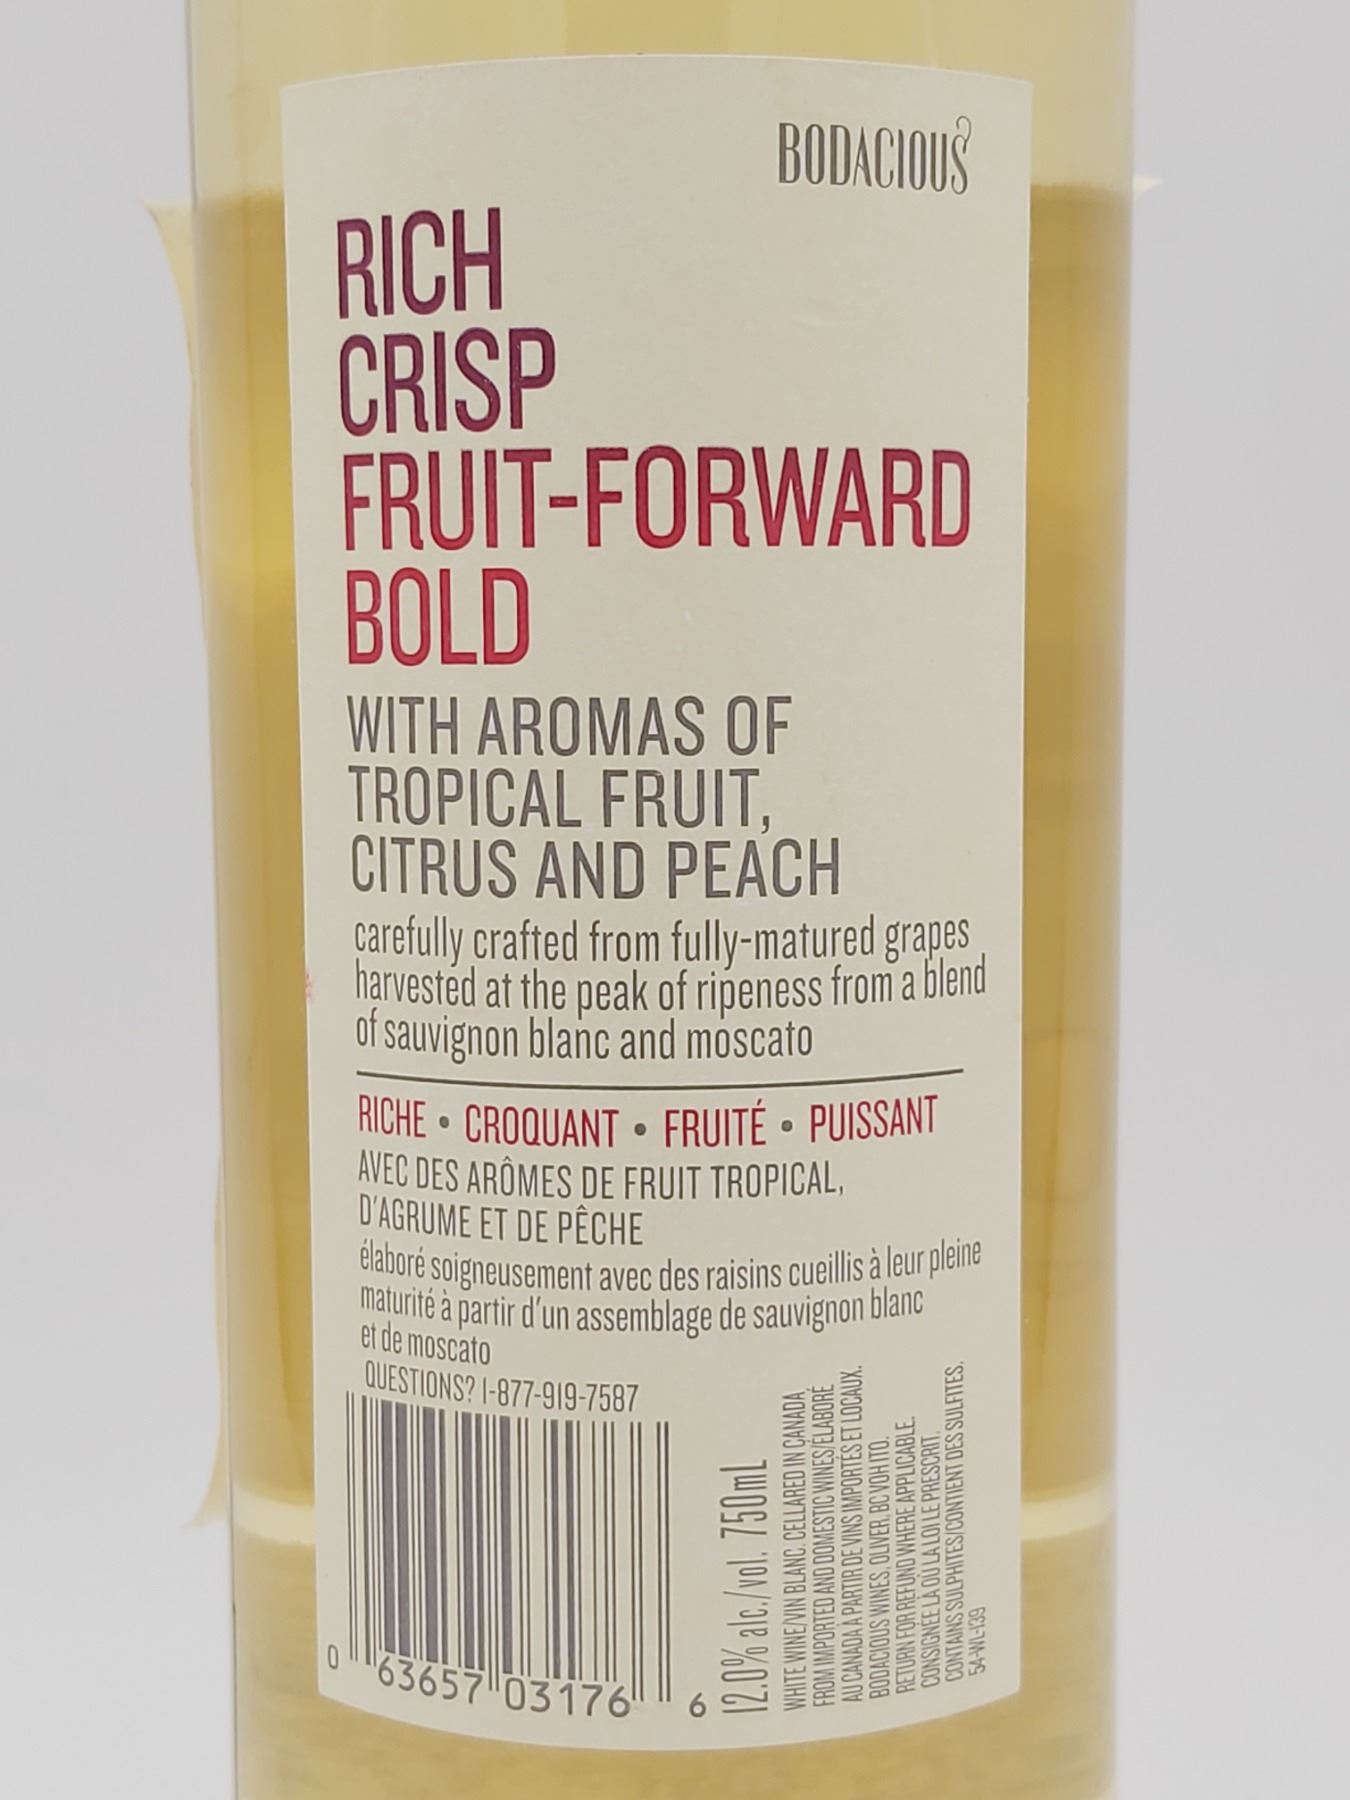 BODACIOUS
RICH
CRISP
FRUIT-FORWARD
BOLD
WITH AROMAS OF
TROPICAL FRUIT,
CITRUS AND PEACH
carefully crafted from fully-matured grapes
harvested at the peak of ripeness from a blend
of sauvignon blanc and moscato
RICHE • CROQUANT • FRUITÉ • PUISSANT
AVEC DES ARÔMES DE FRUIT TROPICAL,
D'AGRUME ET DE PÊCHE
élaboré soigneusement avec des raisins cueillis à leur pleine
maturité à partir d'un assemblage de sauvignon blanc
et de moscato
QUESTIONS? 1-877-919-7587
0 63657 03176 6
12.0% alc./vol. 750mL
WHITE WINE/VIN BLANC. CELLARED IN CANADA
FROM IMPORTED AND DOMESTIC WINES/ÉLABORÉ
AU CANADA À PARTIR DE VINS IMPORTÉS ET LOCAUX.
BODACIOUS WINES, OLIVER, BC V0H 1T0.
RETURN FOR REFUND WHERE APPLICABLE.
CONSIGNÉE LÀ OÙ LA LOI LE PRESCRIT.
CONTAINS SULPHITES/CONTIENT DES SULFITES.
54-WL-139